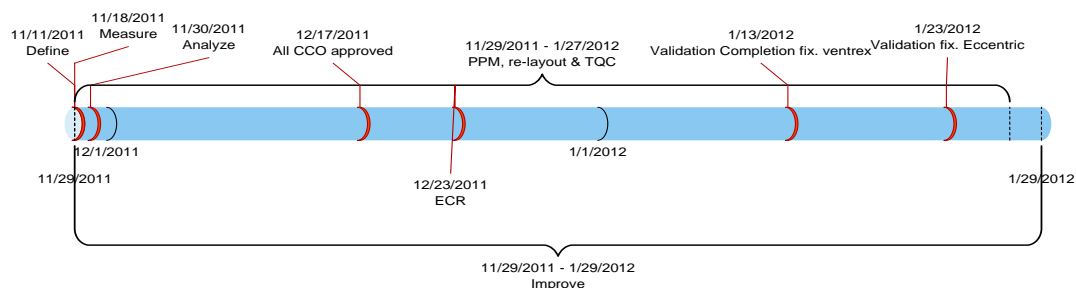 11/11/2011
Define
11/18/2011
Measure
11/30/2011
Analyze
12/17/2011
All CCO approved
11/29/2011 - 1/27/2012
PPM, re-layout & TQC
1/13/2012
Validation Completion fix. ventrex
1/23/2012
Validation fix. Eccentric
12/1/2011
1/1/2012
11/29/2011
12/23/2011
ECR
1/29/2012
11/29/2011 - 1/29/2012
Improve